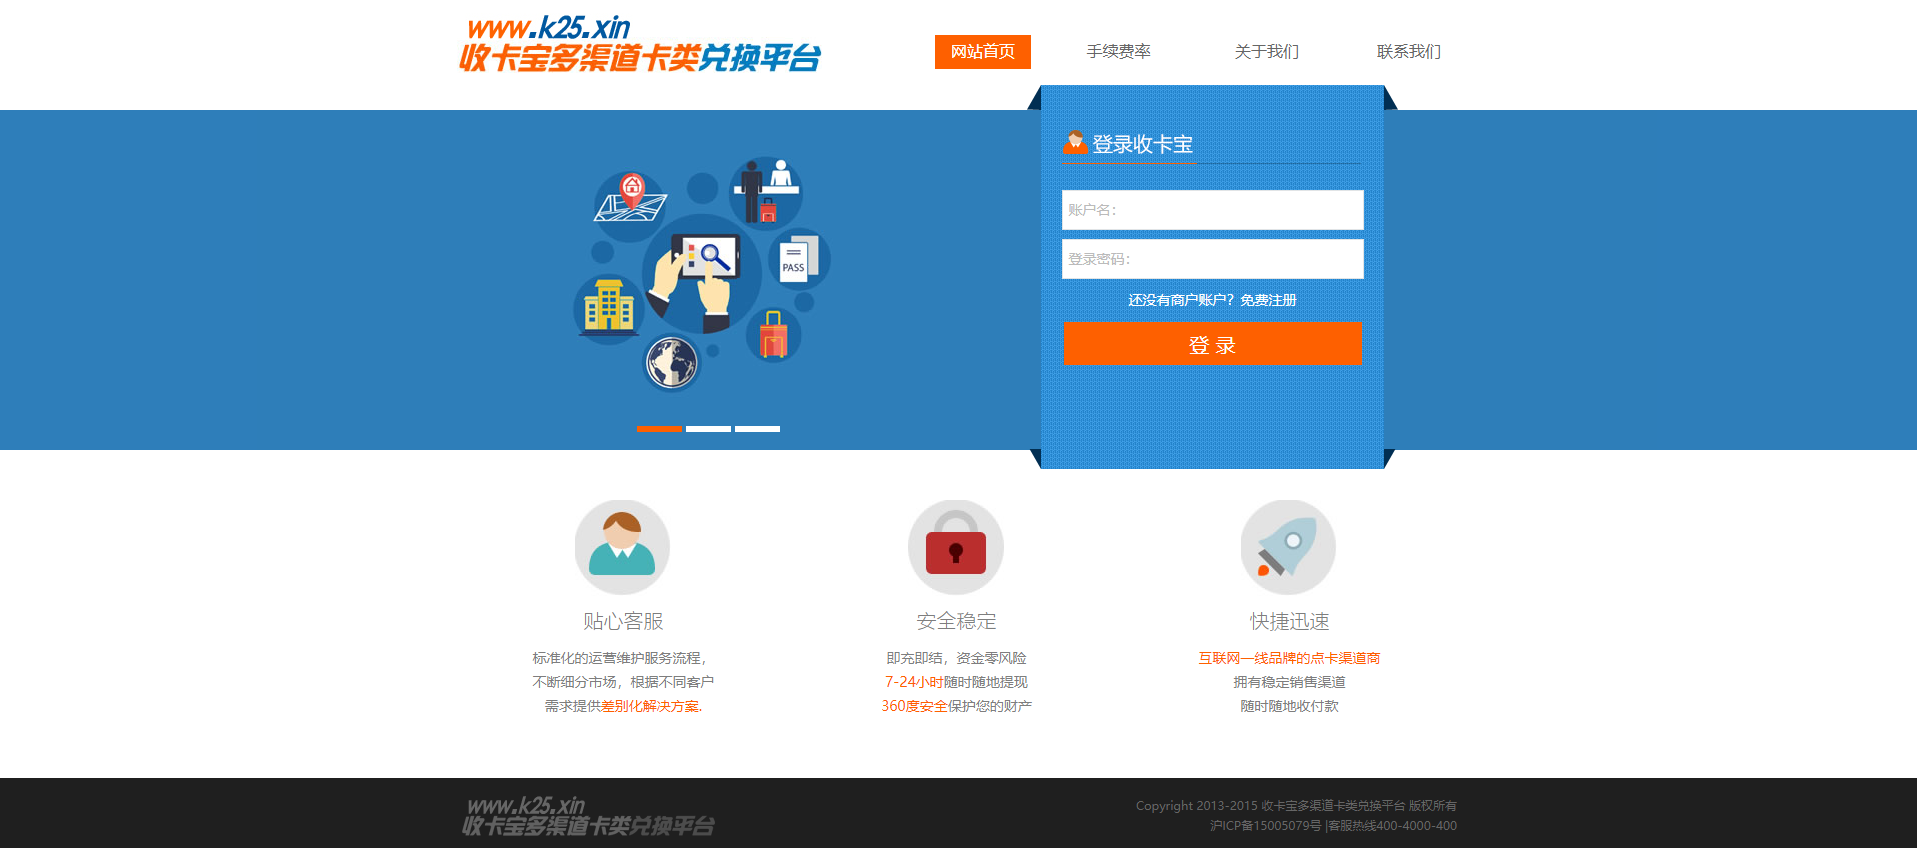 www.k25.xin
收卡宝多渠道卡类兑换平台
网站首页
手续费率
关于我们
联系我们
登录收卡宝
账户名：
登录密码：
还没有商户账户？免费注册
登 录
PASS
贴心客服
标准化的运营维护服务流程，
不断细分市场，根据不同客户
需求提供差别化解决方案.
安全稳定
即充即结，资金零风险
7-24小时随时随地提现
360度安全保护您的财产
快捷迅速
互联网一线品牌的点卡渠道商
拥有稳定销售渠道
随时随地收付款
www.k25.xin
收卡宝多渠道卡类兑换平台
Copyright 2013-2015 收卡宝多渠道卡类兑换平台 版权所有
沪ICP备15005079号 |客服热线400-4000-400